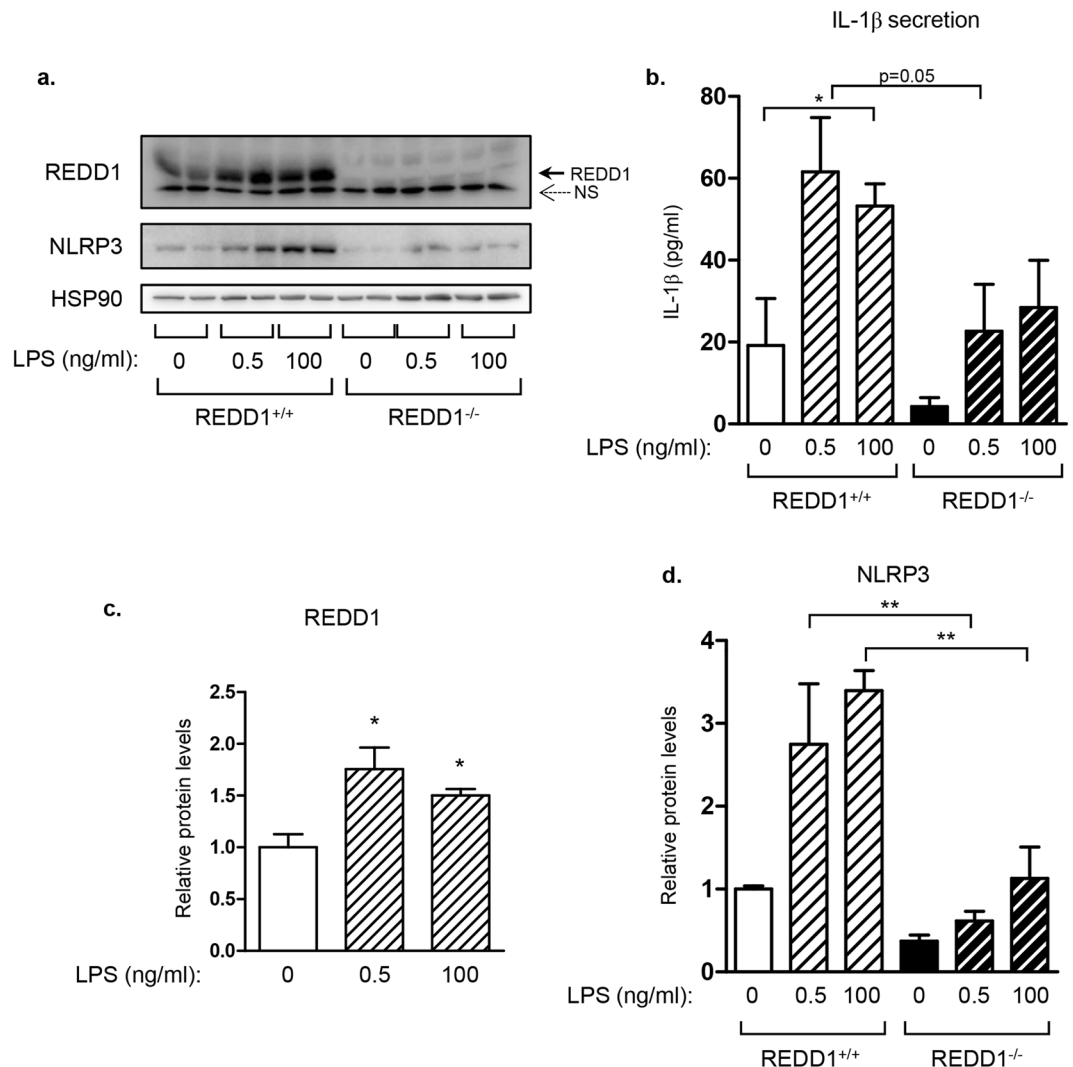 a.
REDD1
REDD1
NS
NLRP3
HSP90
LPS (ng/ml): 0 0.5 100 0 0.5 100
REDD1+/+ REDD1-/-
IL-1β secretion
b.
p=0.05
*
80
60
40
20
0
IL-1β (pg/ml)
LPS (ng/ml): 0 0.5 100 0 0.5 100
REDD1+/+ REDD1-/-
c.
REDD1
2.5
2.0
1.5
1.0
0.5
0.0
Relative protein levels
*
*
LPS (ng/ml): 0 0.5 100
d.
NLRP3
**
**
4
3
2
1
0
Relative protein levels
LPS (ng/ml): 0 0.5 100 0 0.5 100
REDD1+/+ REDD1-/-